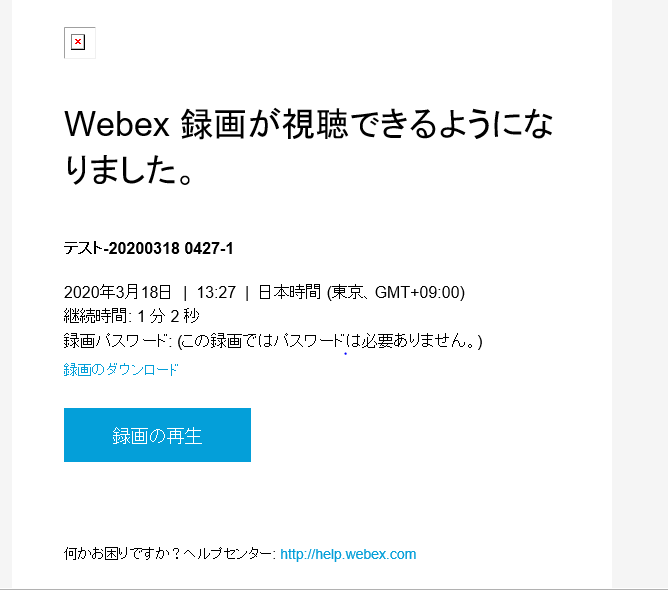 Webex 録画が視聴できるようにな
りました。
テスト-20200318 0427-1
2020年3月18日 | 13:27 | 日本時間 (東京、GMT+09:00)
継続時間: 1 分 2 秒
録画パスワード: (この録画ではパスワードは必要ありません。)
録画のダウンロード
録画の再生
何かお困りですか？ヘルプセンター: http://help.webex.com